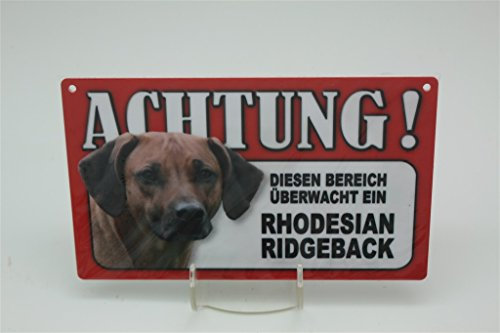 ACHTUNG!
DIESEN BEREICH
ÜBERWACHT EIN
RHODESIAN
RIDGEBACK